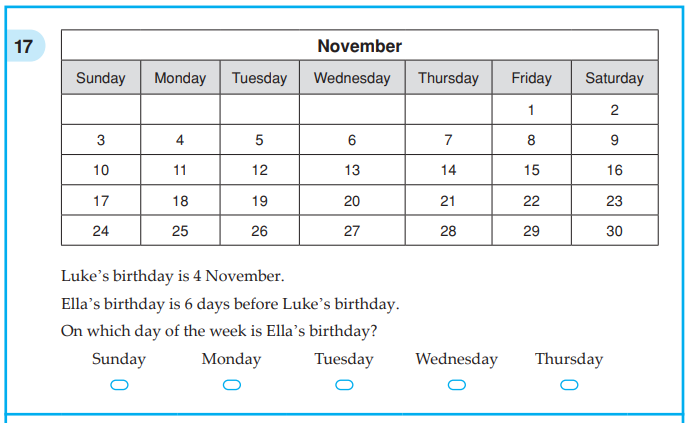 17
November
Sunday Monday Tuesday Wednesday Thursday Friday Saturday
1 2
3 4 5 6 7 8 9
10 11 12 13 14 15 16
17 18 19 20 21 22 23
24 25 26 27 28 29 30
Luke's birthday is 4 November.
Ella's birthday is 6 days before Luke's birthday.
On which day of the week is Ella's birthday?
Sunday Monday Tuesday Wednesday Thursday